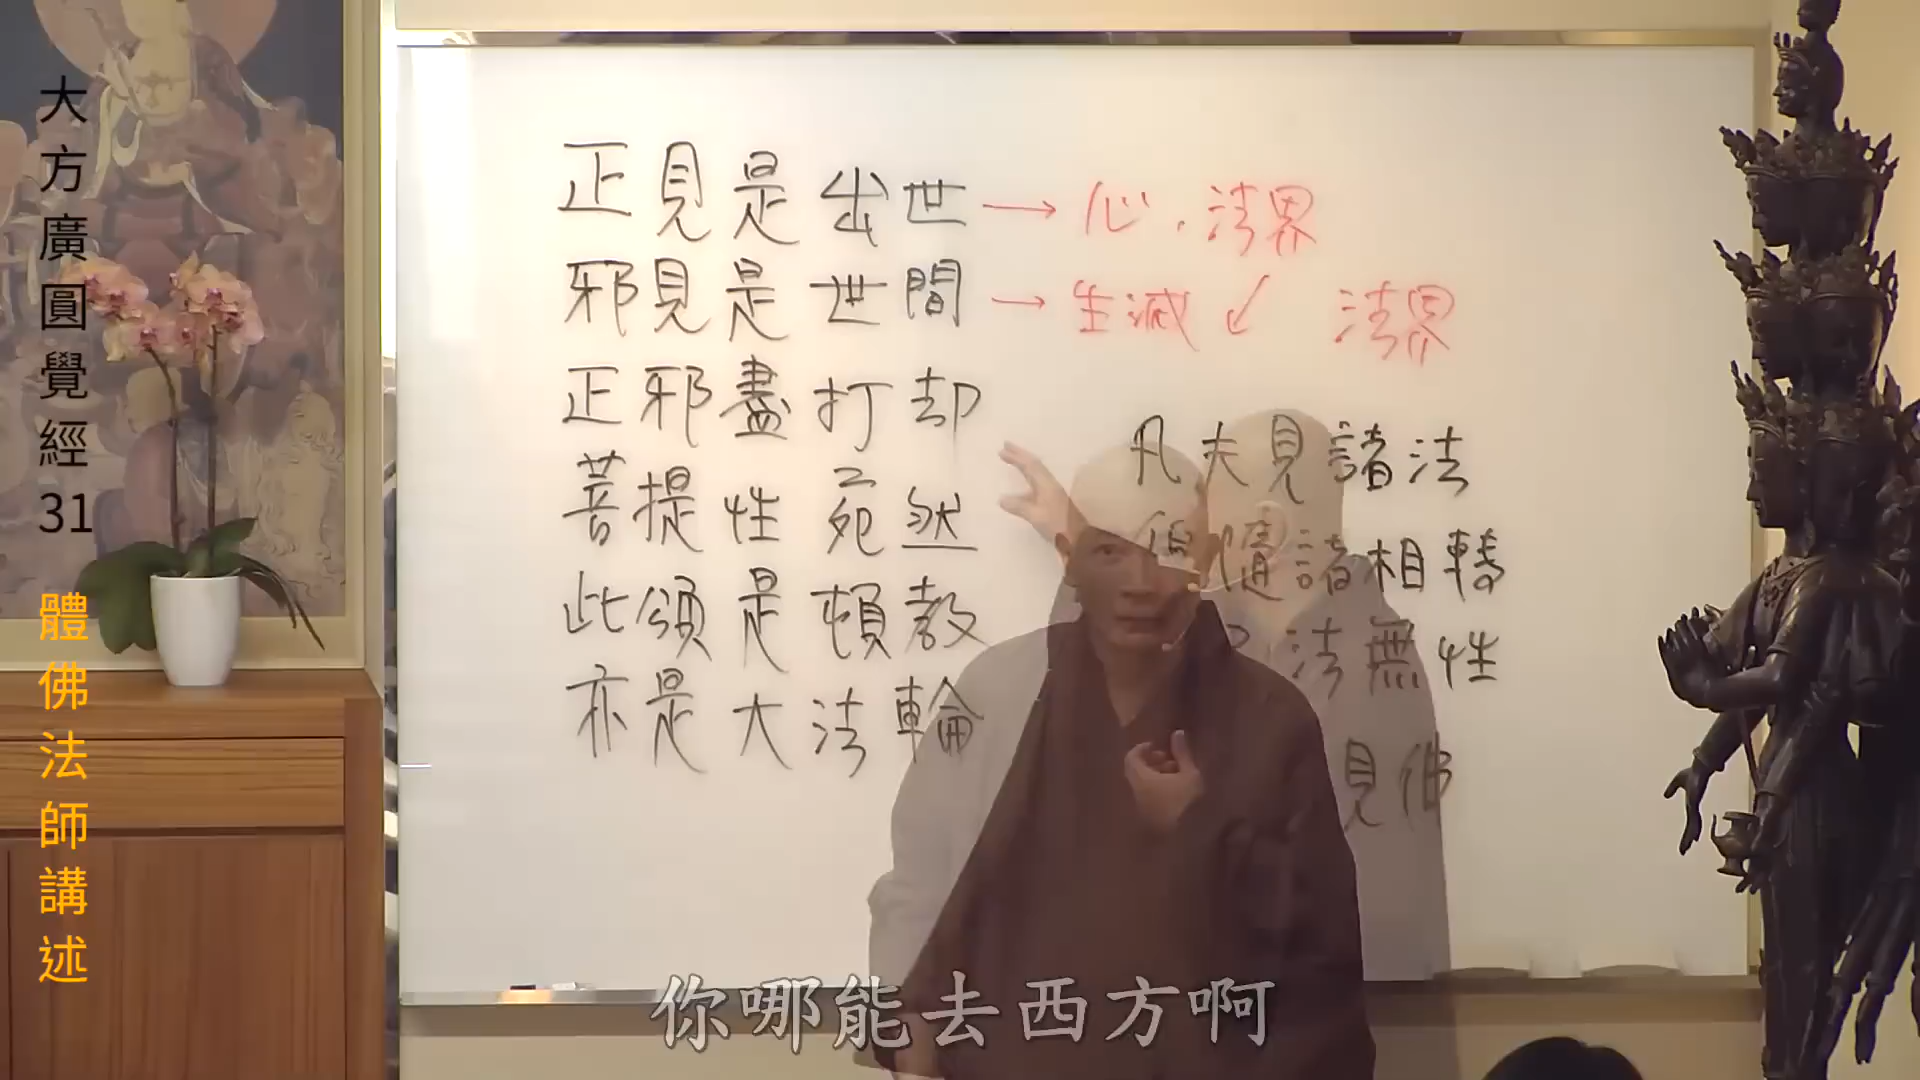 大方廣圓覺經31
體佛法師講述
正見是出世→心.法界
邪見是世間→生滅↙ 法界
正邪盡打却
菩提性宛然
此頌是頓教
亦是大法輪
凡夫見諸法
隨諸相轉
法無性
見佛
你哪能去西方啊